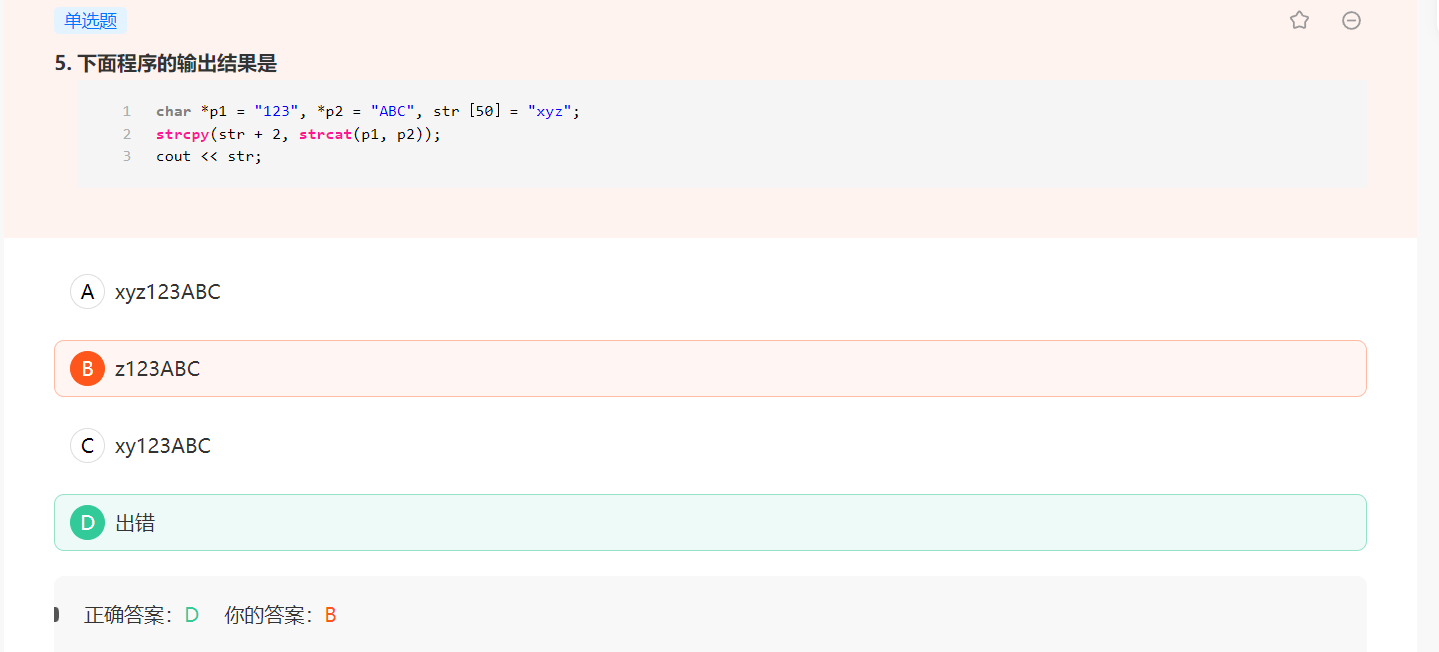 单选题
5. 下面程序的输出结果是
1 char *p1 = "123", *p2 = "ABC", str [50] = "xyz";
2 strcpy(str + 2, strcat(p1, p2));
3 cout << str;
A xyz123ABC
B z123ABC
C xy123ABC
D 出错
正确答案：D 你的答案：B